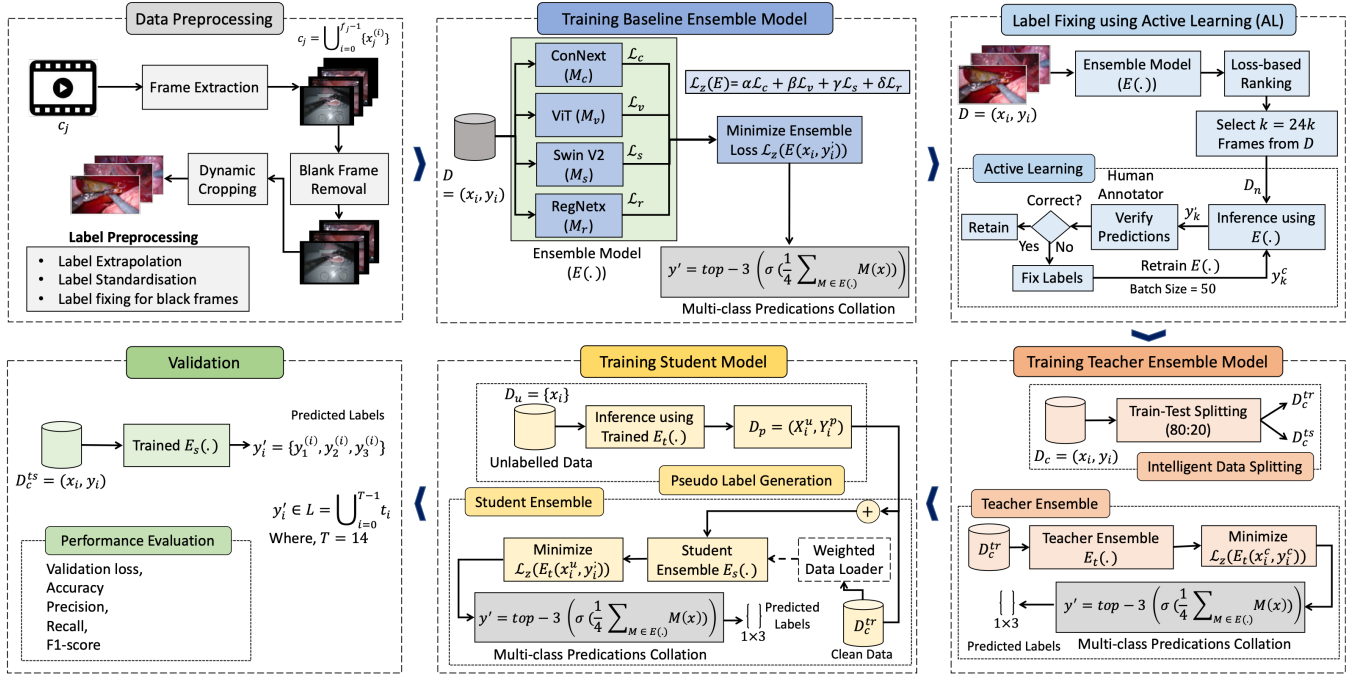 Data Preprocessing
c_j = ⋃_{i=0}^{f_j−1} {x_j^{(i)}}
c_j
Frame Extraction
Dynamic
Cropping
Blank Frame
Removal
Label Preprocessing
• Label Extrapolation
• Label Standardisation
• Label fixing for black frames
Training Baseline Ensemble Model
D
= (x_i, y_i)
ConNext
(M_c)
ℒ_c
ViT (M_v)
ℒ_v
Swin V2
(M_s)
ℒ_s
RegNetx
(M_r)
ℒ_r
Ensemble Model
(E(.))
ℒ_z(E)= αℒ_c + βℒ_v + γℒ_s + δℒ_r
Minimize Ensemble
Loss ℒ_z(E(x_i, y_i^;))
y′ = top − 3 (σ (1/4 ∑_{M ∈ E(.)} M(x)))
Multi-class Predications Collation
Label Fixing using Active Learning (AL)
D = (x_i, y_i)
Ensemble Model
(E(.))
Loss-based
Ranking
Select k = 24k
Frames from D
D_n
Active Learning
Human
Annotator
Correct?
Retain
Yes
No
Verify
Predictions
y_k^′
Inference using
E(.)
Fix Labels
Retrain E(.)
Batch Size = 50
y_k^c
Validation
D_c^{ts} = (x_i, y_i)
Trained E_s(.)
Predicted Labels
y_i′ = {y_1^{(i)}, y_2^{(i)}, y_3^{(i)}}
y_i′ ∈ L = ⋃_{i=0}^{T−1} t_i
Where, T = 14
Performance Evaluation
Validation loss,
Accuracy
Precision,
Recall,
F1-score
Training Student Model
D_u = {x_i}
Unlabelled Data
Inference using
Trained E_t(.)
D_p = (X_i^u, Y_i^p)
Pseudo Label Generation
Student Ensemble
+
Minimize
ℒ_z(E_t(x_i^u, y_i^;))
Student
Ensemble E_s(.)
Weighted
Data Loader
y′ = top − 3 (σ (1/4 ∑_{M ∈ E(.)} M(x)))
{ }
1×3
Predicted
Labels
D_c^{tr}
Clean Data
Multi-class Predications Collation
Training Teacher Ensemble Model
D_c = (x_i, y_i)
Train-Test Splitting
(80:20)
D_c^{tr}
D_c^{ts}
Intelligent Data Splitting
Teacher Ensemble
D_c^{tr}
Teacher Ensemble
E_t(.)
Minimize
ℒ_z(E_t(x_i^c, y_i^c))
{ }
1×3
y′ = top − 3 (σ (1/4 ∑_{M ∈ E(.)} M(x)))
Predicted Labels
Multi-class Predications Collation